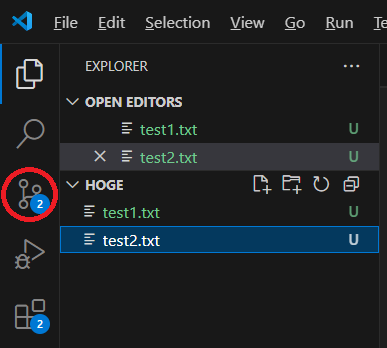 File Edit Selection View Go Run Te
EXPLORER ...
OPEN EDITORS
test1.txt U
test2.txt U
HOGE
2
test1.txt U
test2.txt U
2